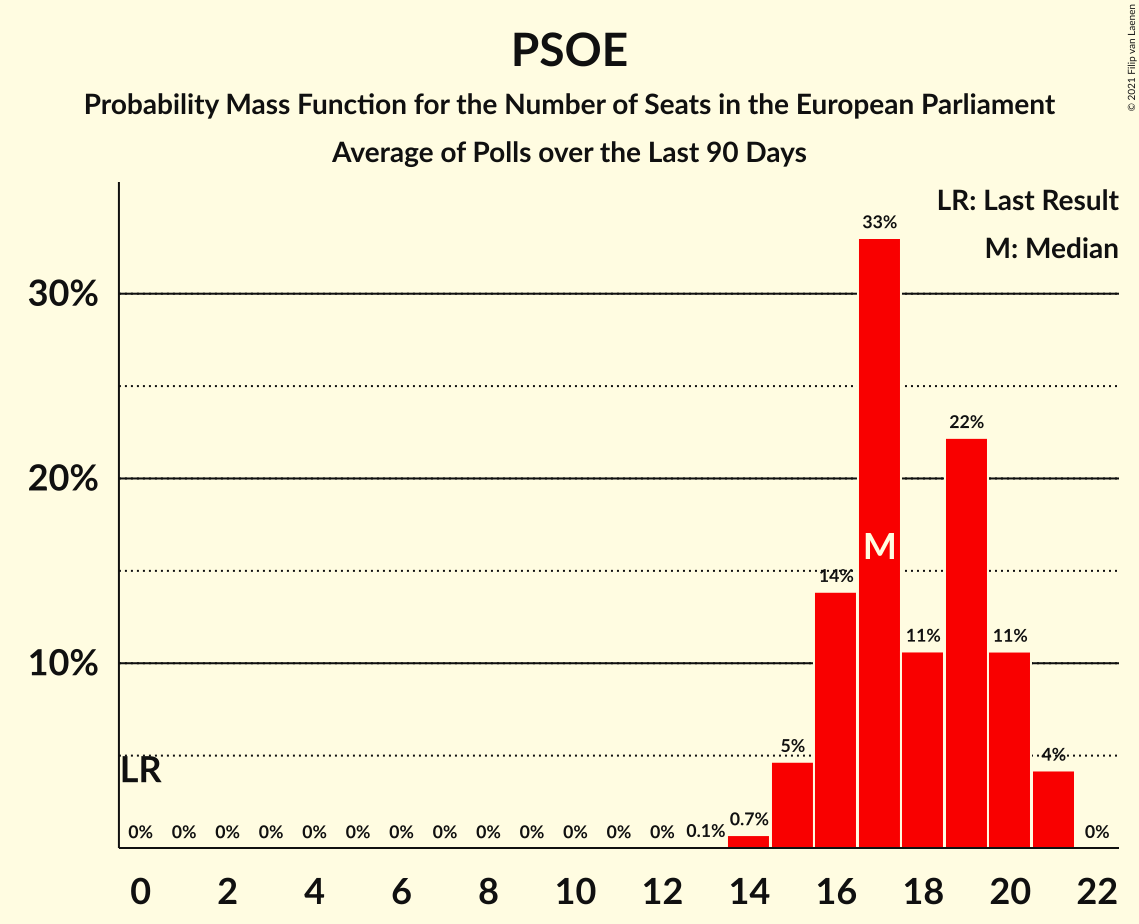 PSOE
Probability Mass Function for the Number of Seats in the European Parliament
Average of Polls over the Last 90 Days
© 2021 Filip van Laenen
LR: Last Result
M: Median
33%
30%
22%
20%
M
14%
11% 11%
10%
5% 4%
LR
0% 0% 0% 0% 0% 0% 0% 0% 0% 0% 0% 0% 0% 0.1% 0.7% 0%
0 2 4 6 8 10 12 14 16 18 20 22